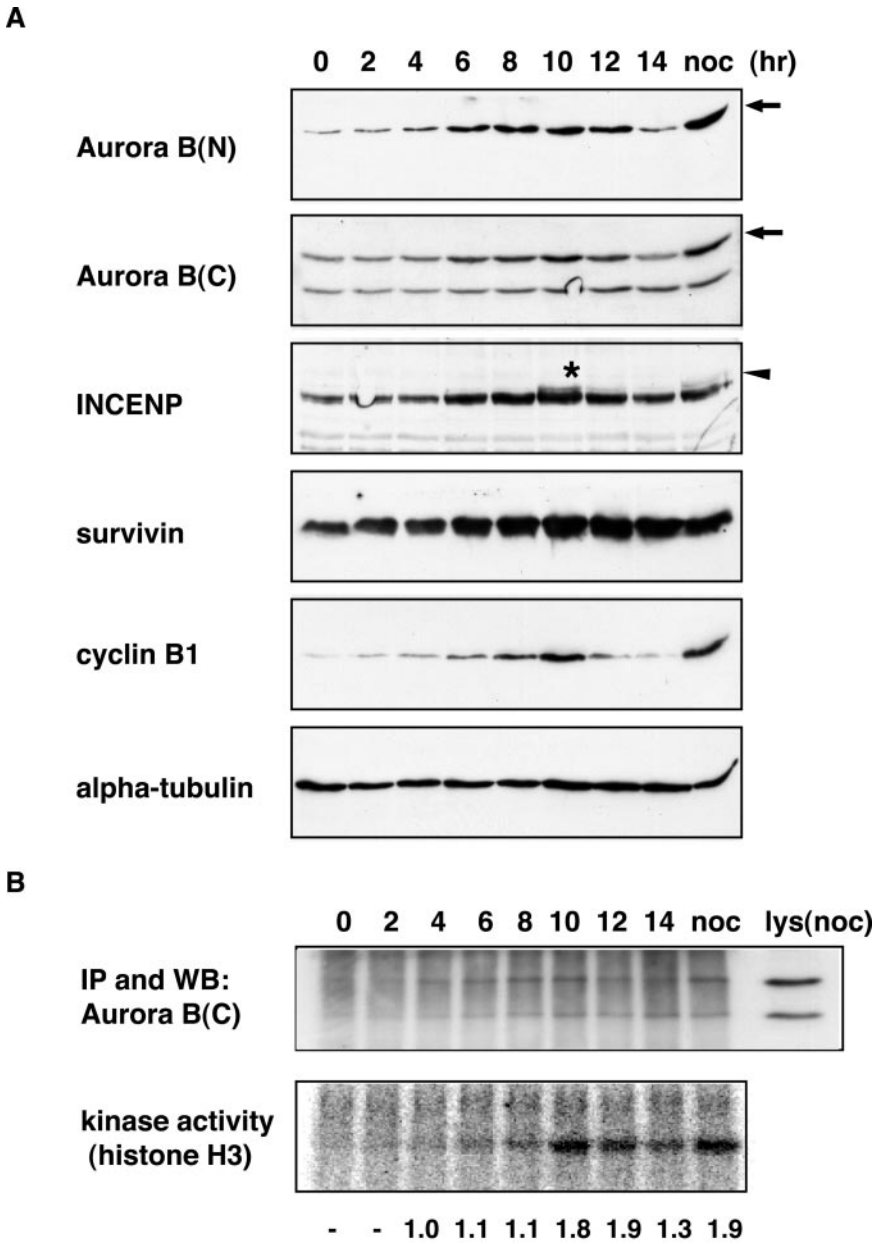 A
0 2 4 6 8 10 12 14 noc (hr)
Aurora B(N)
Aurora B(C)
INCENP
*
survivin
cyclin B1
alpha-tubulin
B
0 2 4 6 8 10 12 14 noc lys(noc)
IP and WB:
Aurora B(C)
kinase activity
(histone H3)
- - 1.0 1.1 1.1 1.8 1.9 1.3 1.9